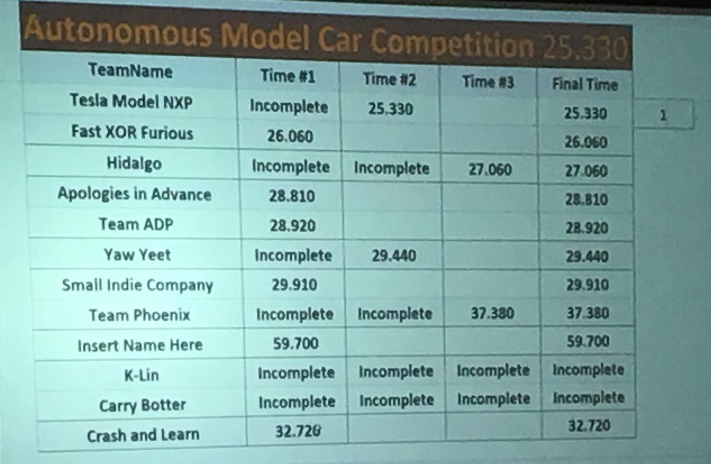 Autonomous Model Car Competition 25.330
TeamName Time #1 Time #2 Time #3 Final Time
Tesla Model NXP Incomplete 25.330 25.330 1
Fast XOR Furious 26.060 26.060
Hidalgo Incomplete Incomplete 27.060 27.060
Apologies in Advance 28.810 28.810
Team ADP 28.920 28.920
Yaw Yeet Incomplete 29.440 29.440
Small Indie Company 29.910 29.910
Team Phoenix Incomplete Incomplete 37.380 37.380
Insert Name Here 59.700 59.700
K-Lin Incomplete Incomplete Incomplete Incomplete
Carry Botter Incomplete Incomplete Incomplete Incomplete
Crash and Learn 32.720 32.720